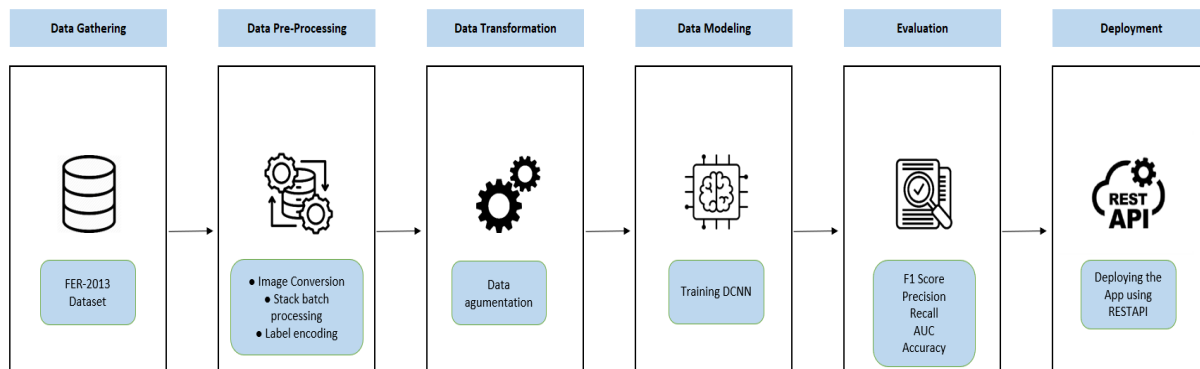 Data Gathering
Data Pre-Processing
Data Transformation
Data Modeling
Evaluation
Deployment
FER-2013
Dataset
● Image Conversion
● Stack batch
processing
● Label encoding
Data
agumentation
Training DCNN
F1 Score
Precision
Recall
AUC
Accuracy
REST
API
Deploying the
App using
RESTAPI